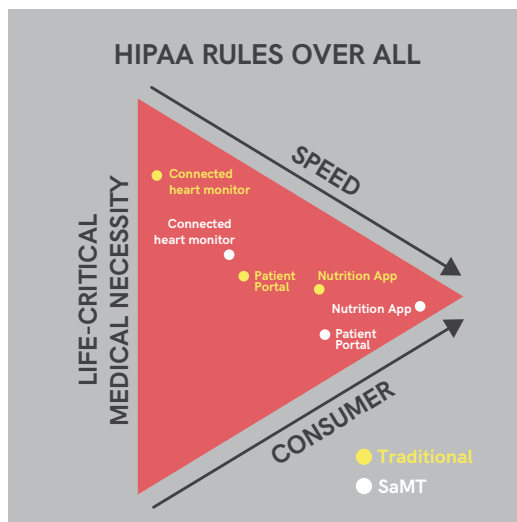 HIPAA RULES OVER ALL
SPEED
LIFE-CRITICAL
MEDICAL NECESSITY
Connected
heart monitor
Connected
heart monitor
Patient
Portal
Nutrition App
Nutrition App
Patient
Portal
CONSUMER
Traditional
SaMT